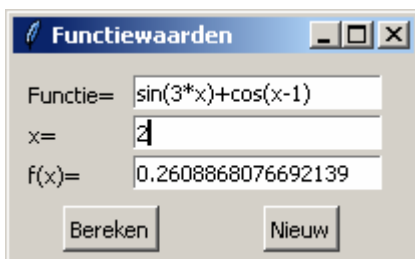 Functiewaarden
Functie= sin(3*x)+cos(x-1)
x= 2
f(x)= 0.2608868076692139
Bereken Nieuw